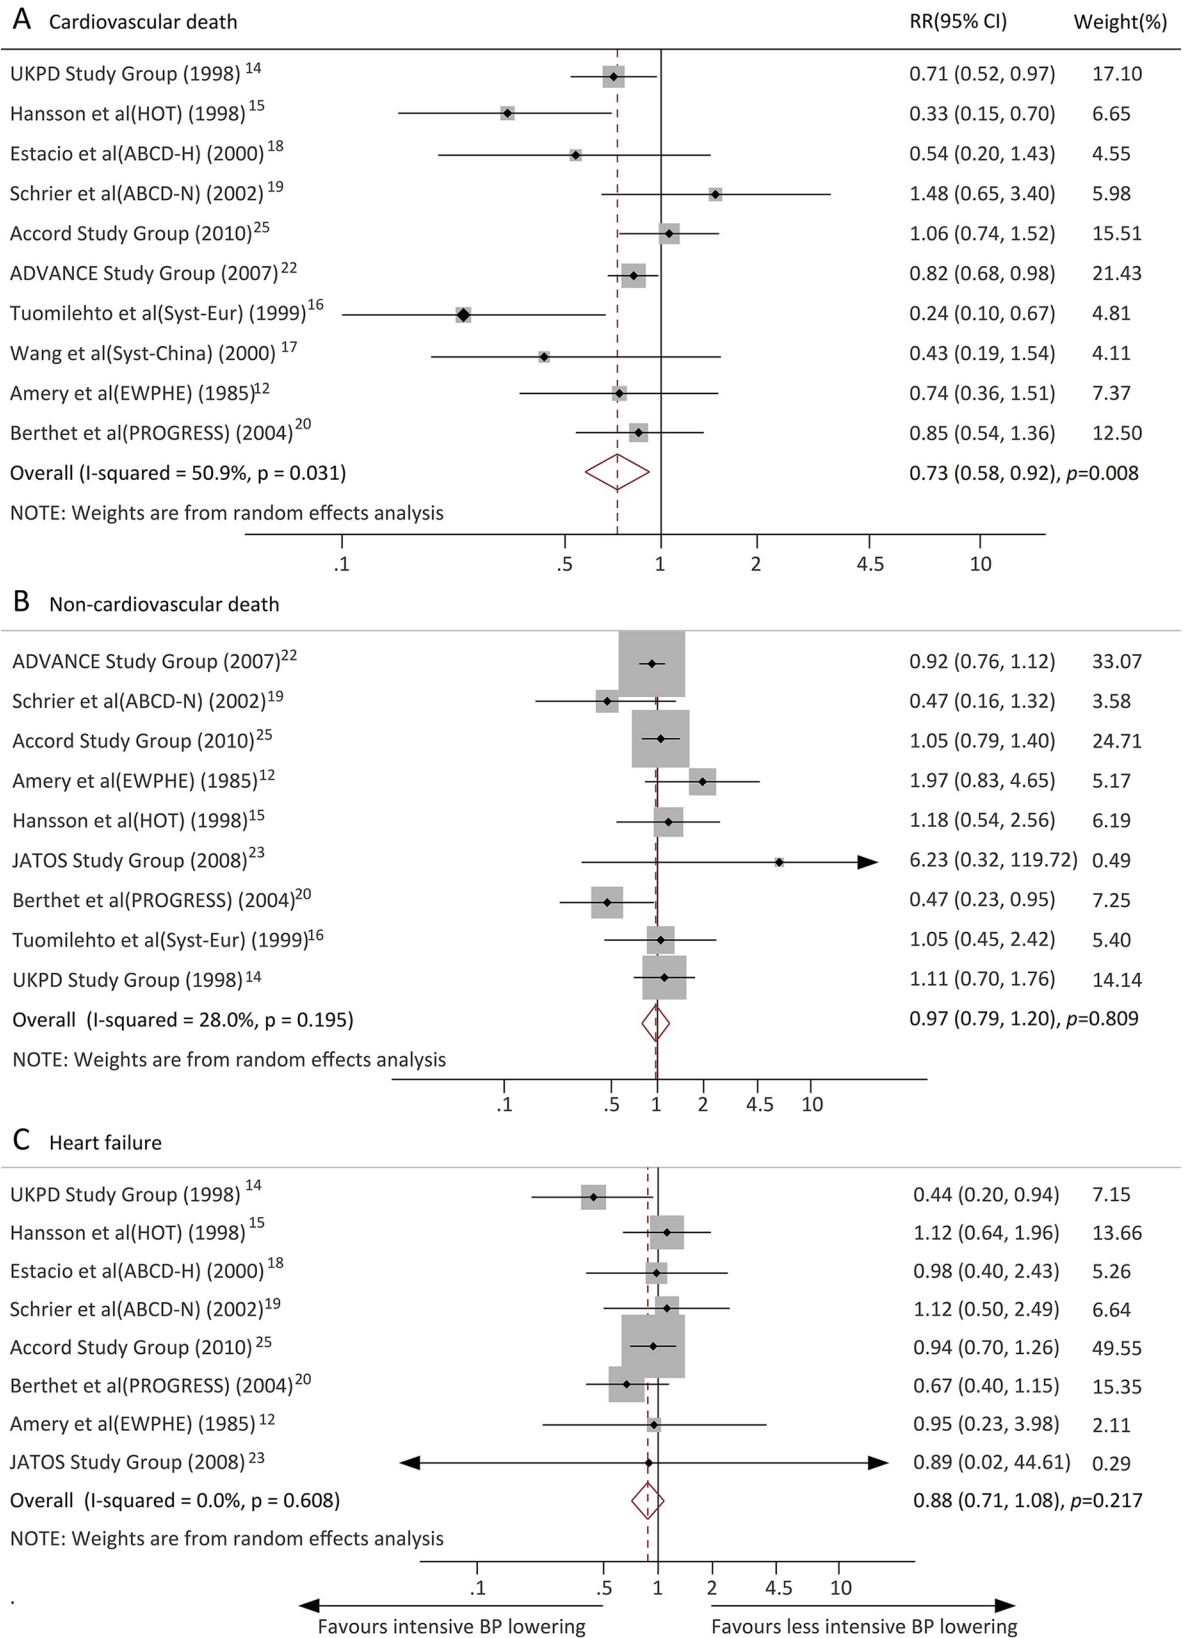 A Cardiovascular death RR(95% CI) Weight(%)
UKPD Study Group (1998) 14 0.71 (0.52, 0.97) 17.10
Hansson et al(HOT) (1998)15 0.33 (0.15, 0.70) 6.65
Estacio et al(ABCD-H) (2000)18 0.54 (0.20, 1.43) 4.55
Schrier et al(ABCD-N) (2002)19 1.48 (0.65, 3.40) 5.98
Accord Study Group (2010)25 1.06 (0.74, 1.52) 15.51
ADVANCE Study Group (2007)22 0.82 (0.68, 0.98) 21.43
Tuomilehto et al(Syst-Eur) (1999)16 0.24 (0.10, 0.67) 4.81
Wang et al(Syst-China) (2000) 17 0.43 (0.19, 1.54) 4.11
Amery et al(EWPHE) (1985)12 0.74 (0.36, 1.51) 7.37
Berthet et al(PROGRESS) (2004)20 0.85 (0.54, 1.36) 12.50
Overall (I-squared = 50.9%, p = 0.031) 0.73 (0.58, 0.92), p=0.008
NOTE: Weights are from random effects analysis
.1 .5 1 2 4.5 10
B Non-cardiovascular death
ADVANCE Study Group (2007)22 0.92 (0.76, 1.12) 33.07
Schrier et al(ABCD-N) (2002)19 0.47 (0.16, 1.32) 3.58
Accord Study Group (2010)25 1.05 (0.79, 1.40) 24.71
Amery et al(EWPHE) (1985)12 1.97 (0.83, 4.65) 5.17
Hansson et al(HOT) (1998)15 1.18 (0.54, 2.56) 6.19
JATOS Study Group (2008)23 6.23 (0.32, 119.72) 0.49
Berthet et al(PROGRESS) (2004)20 0.47 (0.23, 0.95) 7.25
Tuomilehto et al(Syst-Eur) (1999)16 1.05 (0.45, 2.42) 5.40
UKPD Study Group (1998)14 1.11 (0.70, 1.76) 14.14
Overall (I-squared = 28.0%, p = 0.195) 0.97 (0.79, 1.20), p=0.809
NOTE: Weights are from random effects analysis
.1 .5 1 2 4.5 10
C Heart failure
UKPD Study Group (1998) 14 0.44 (0.20, 0.94) 7.15
Hansson et al(HOT) (1998)15 1.12 (0.64, 1.96) 13.66
Estacio et al(ABCD-H) (2000)18 0.98 (0.40, 2.43) 5.26
Schrier et al(ABCD-N) (2002)19 1.12 (0.50, 2.49) 6.64
Accord Study Group (2010)25 0.94 (0.70, 1.26) 49.55
Berthet et al(PROGRESS) (2004)20 0.67 (0.40, 1.15) 15.35
Amery et al(EWPHE) (1985)12 0.95 (0.23, 3.98) 2.11
JATOS Study Group (2008)23 0.89 (0.02, 44.61) 0.29
Overall (I-squared = 0.0%, p = 0.608) 0.88 (0.71, 1.08), p=0.217
NOTE: Weights are from random effects analysis
.1 .5 1 2 4.5 10
Favours intensive BP lowering Favours less intensive BP lowering